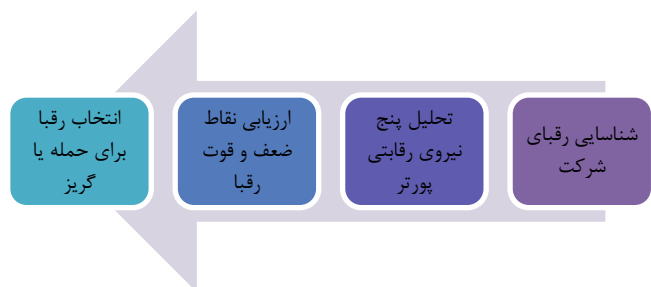 شناسایی رقبای
شرکت
تحلیل پنج
نیروی رقابتی
پورتر
ارزیابی نقاط
ضعف و قوت
رقبا
انتخاب رقبا
برای حمله یا
گریز